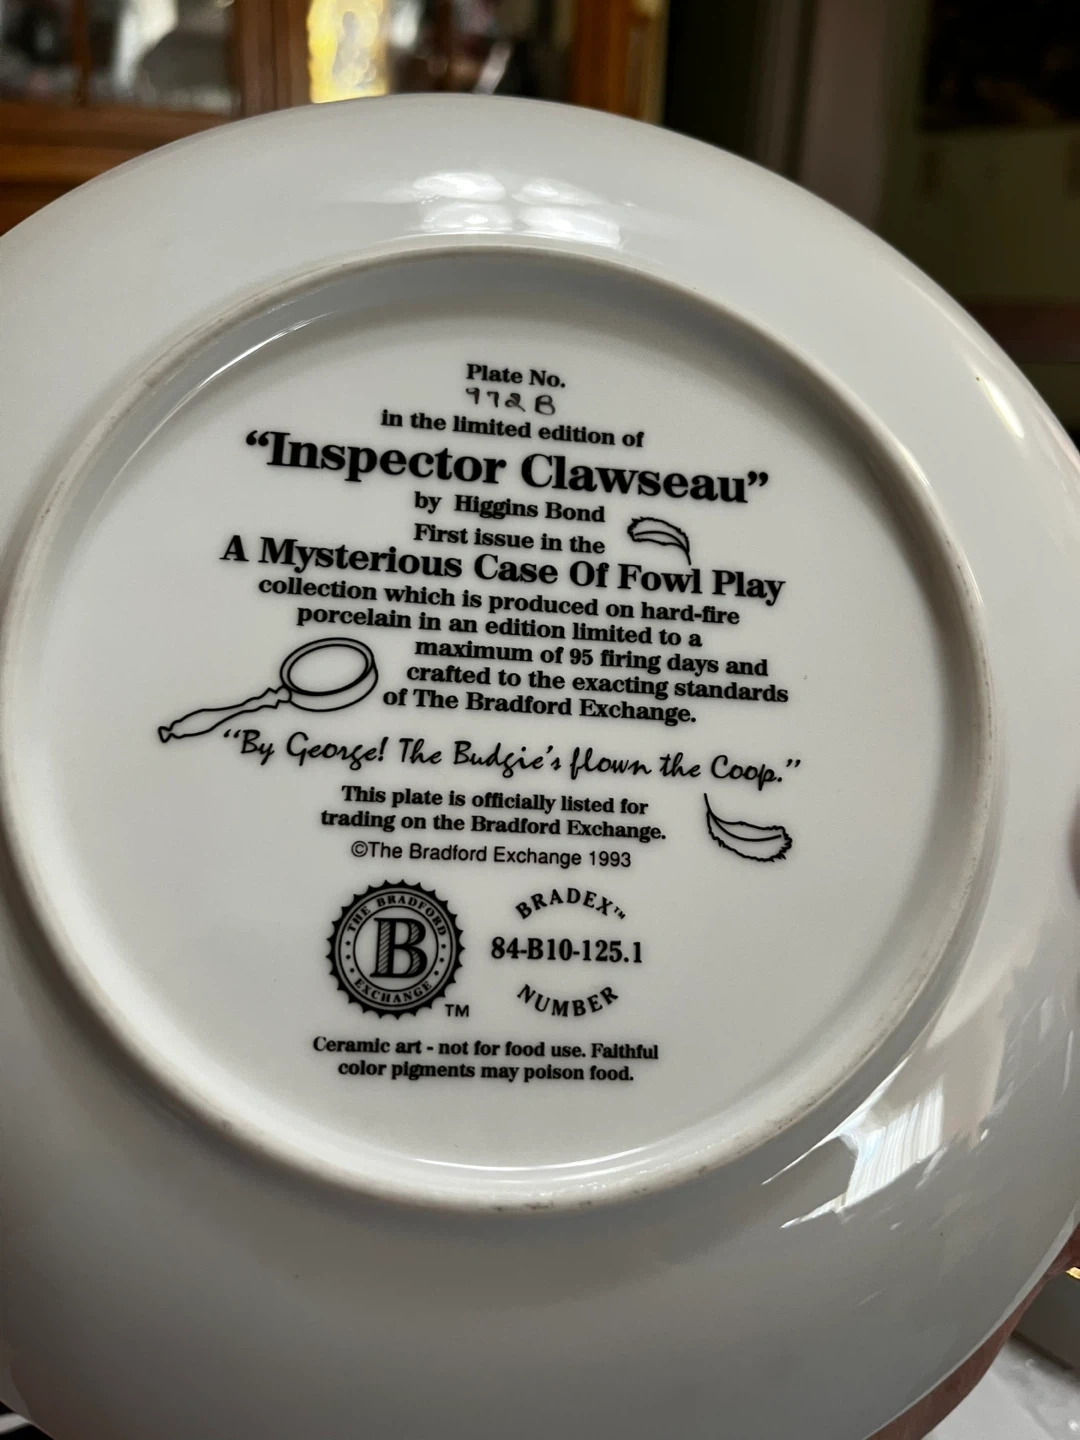 Plate No.
972B
in the limited edition of
“Inspector Clawseau”
by Higgins Bond
First issue in the
A Mysterious Case Of Fowl Play
collection which is produced on hard-fire
porcelain in an edition limited to a
maximum of 95 firing days and
crafted to the exacting standards
of The Bradford Exchange.
“By George! The Budgie's flown the Coop.”
This plate is officially listed for
trading on the Bradford Exchange.
©The Bradford Exchange 1993
THE BRADFORD
B
EXCHANGE
TM
BRADEX™
84-B10-125.1
NUMBER
Ceramic art - not for food use. Faithful
color pigments may poison food.